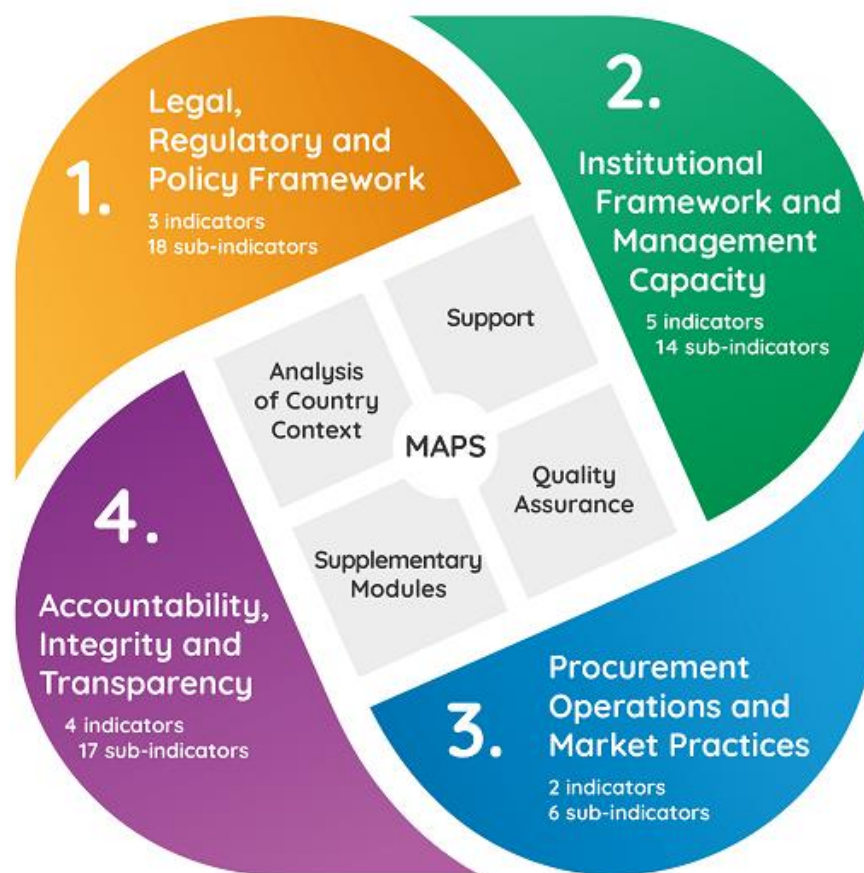 1.
Legal,
Regulatory and
Policy Framework
3 indicators
18 sub-indicators
2.
Institutional
Framework and
Management
Capacity
5 indicators
14 sub-indicators
Support
Analysis
of Country
Context
MAPS
Quality
Assurance
Supplementary
Modules
3.
Procurement
Operations and
Market Practices
2 indicators
6 sub-indicators
4.
Accountability,
Integrity and
Transparency
4 indicators
17 sub-indicators